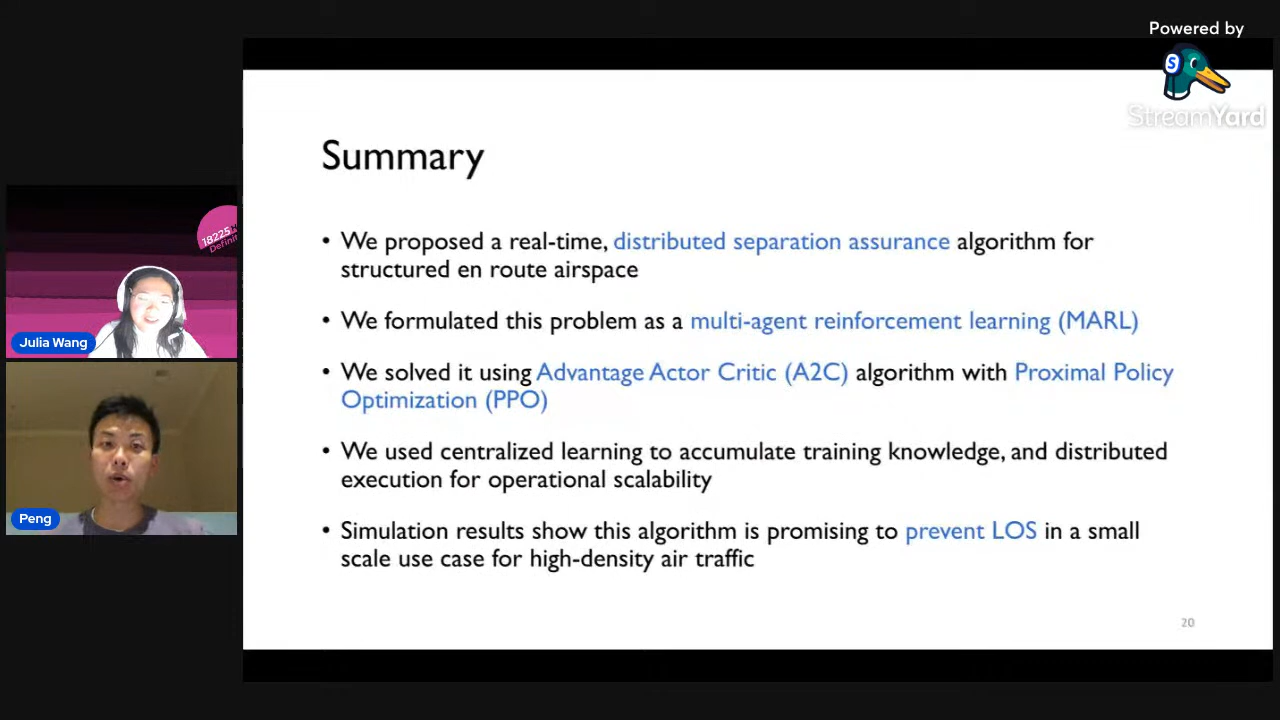 Powered by
S
StreamYard
Summary
• We proposed a real-time, distributed separation assurance algorithm for
structured en route airspace
• We formulated this problem as a multi-agent reinforcement learning (MARL)
• We solved it using Advantage Actor Critic (A2C) algorithm with Proximal Policy
Optimization (PPO)
• We used centralized learning to accumulate training knowledge, and distributed
execution for operational scalability
• Simulation results show this algorithm is promising to prevent LOS in a small
scale use case for high-density air traffic
20
18225
Julia Wang
Peng